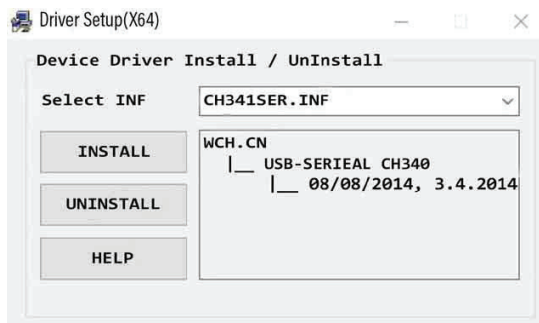 Driver Setup(X64)
Device Driver Install / UnInstall
Select INF
CH341SER.INF
INSTALL
UNINSTALL
HELP
WCH.CN
|__ USB-SERIEAL CH340
|__ 08/08/2014, 3.4.2014